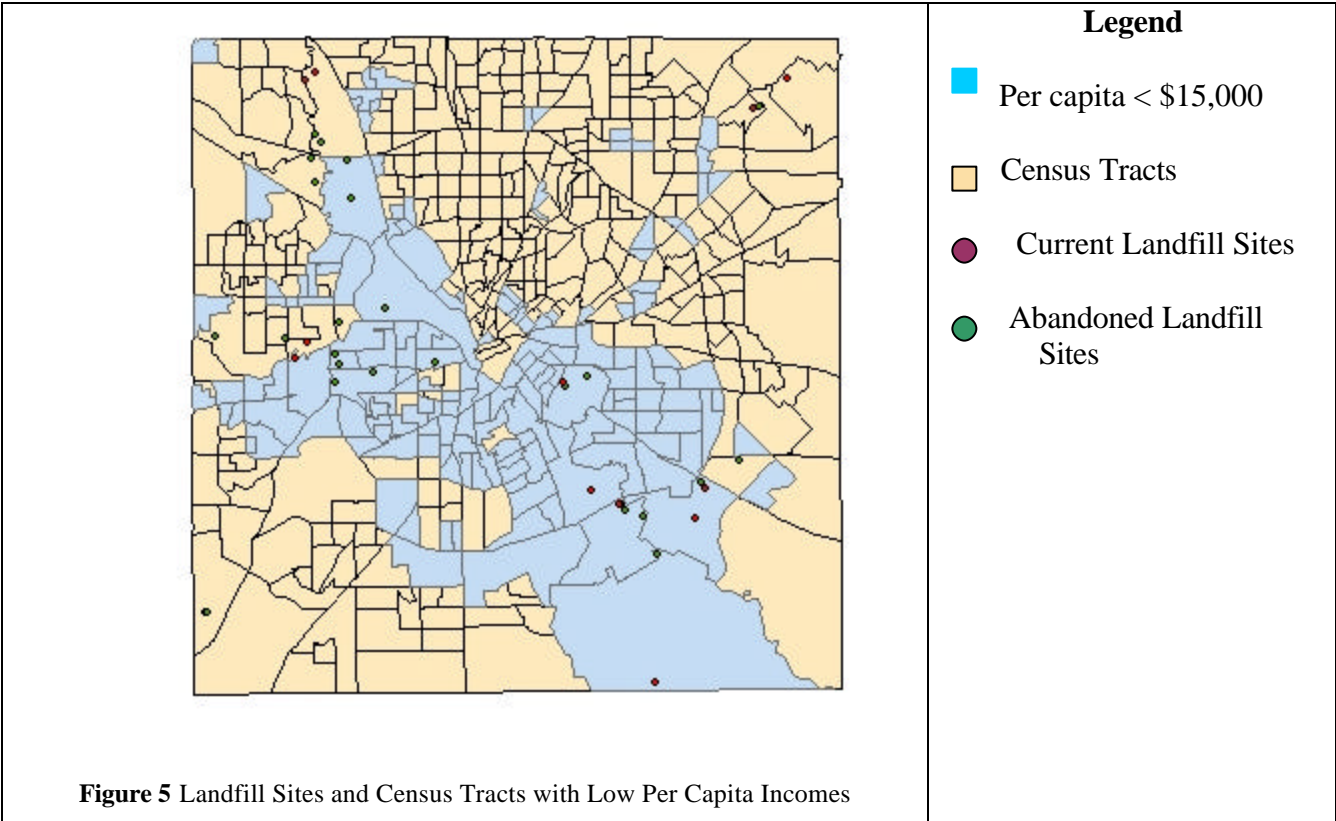 Legend
Per capita < $15,000
Census Tracts
Current Landfill Sites
Abandoned Landfill
Sites
Figure 5 Landfill Sites and Census Tracts with Low Per Capita Incomes